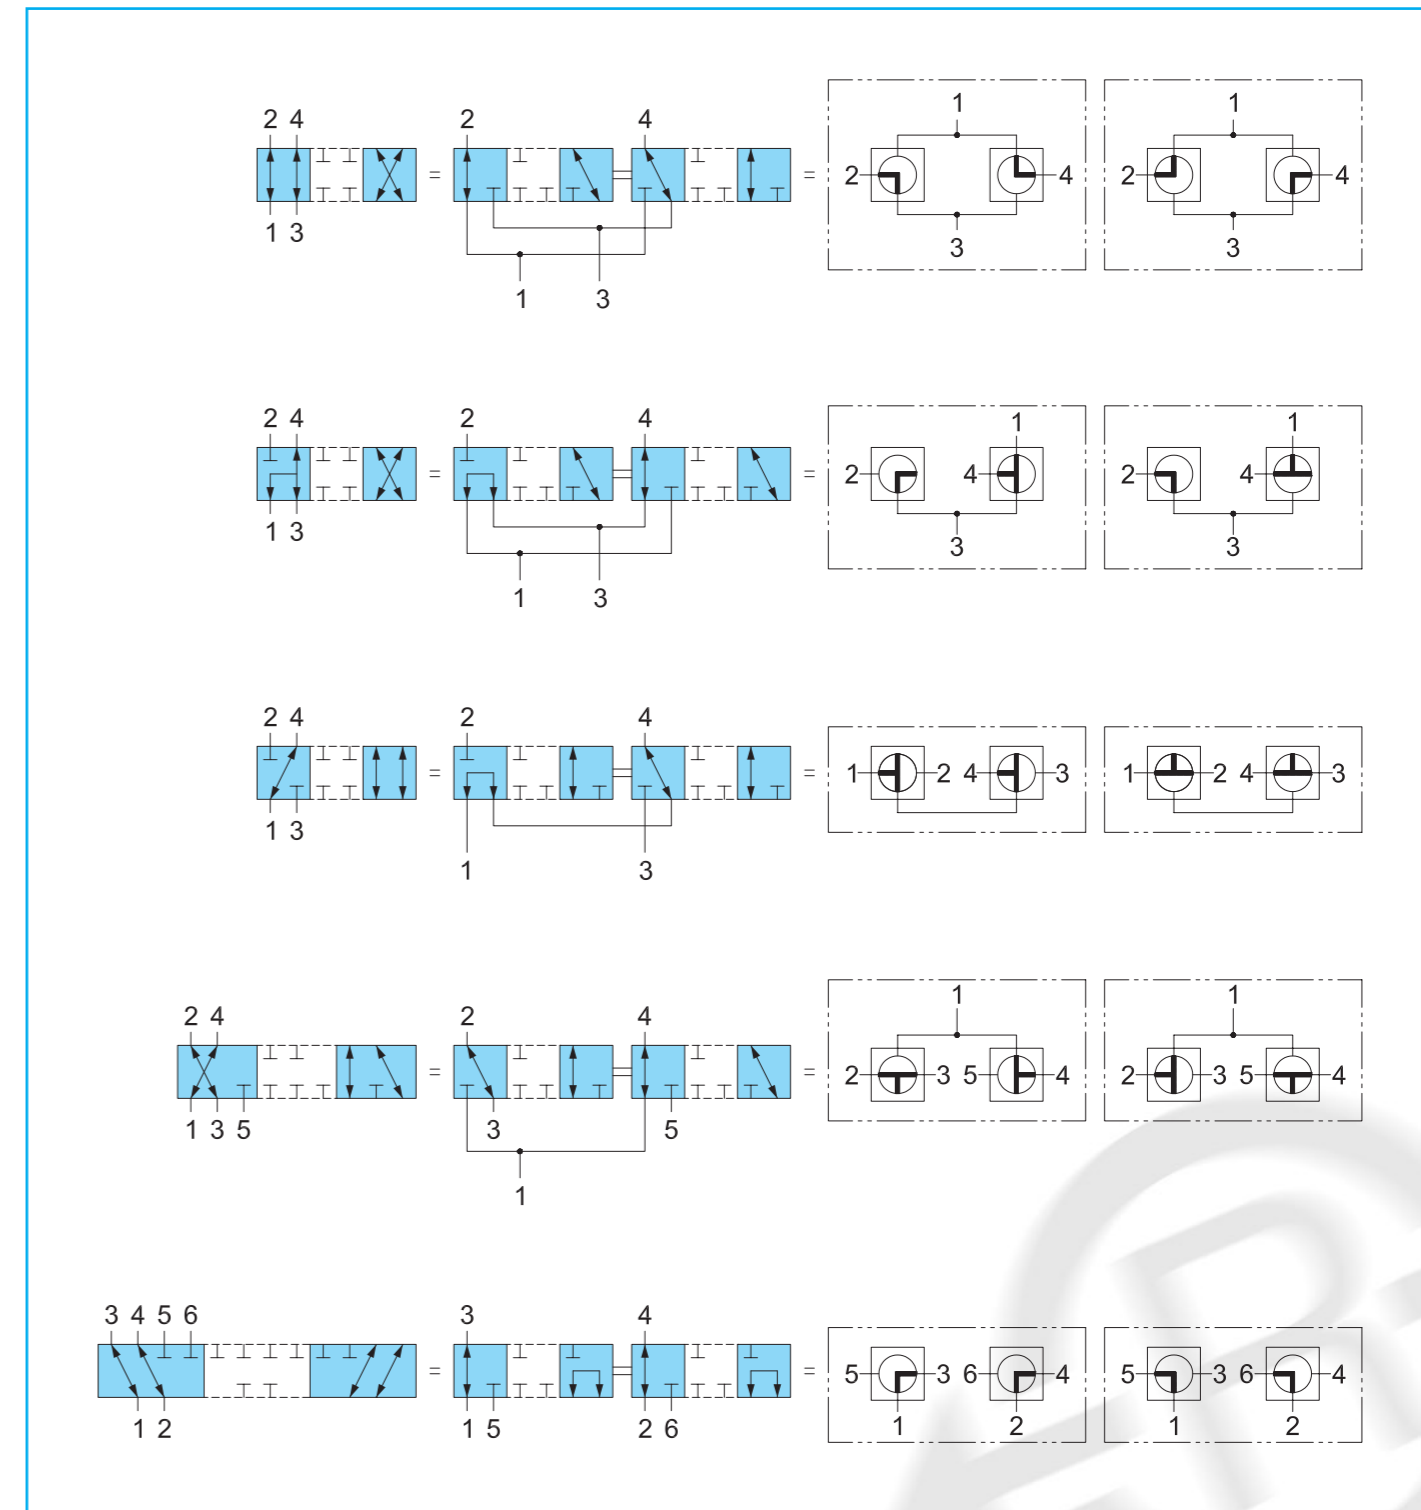 2 4 2 4 1 1
= = =
2 4 2 4
1 3 3 3
1 3
2 4 2 4 1 1
= = =
2 4 2 4
1 3 3 3
1 3
2 4 2 4
= = = 1 2 4 3 1 2 4 3
1 3
1 3
1 1
2 4 2 4
= = = 2 3 5 4 2 3 5 4
1 3 5 3 5
1
3 4 5 6 3 4
= = = 5 3 6 4 5 3 6 4
1 2 1 5 2 6 1 2 1 2